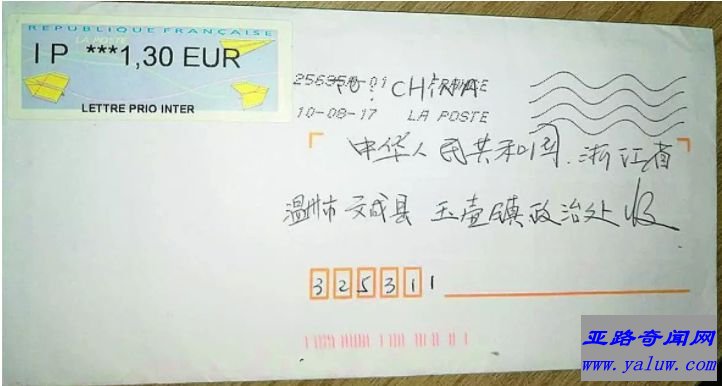 REPUBLIQUE FRANÇAISE
LA POSTE
IP ***1,30 EUR
LETTRE PRIO INTER
TO : CHINA
01 FRANCE
10-08-17 LA POSTE
中华人民共和国.浙江省
温州市文成县 玉壶镇政治处收
325311
亚路奇闻网
www.yaluw.com